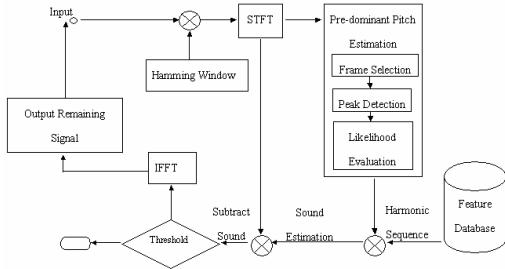 Input
STFT
Pre-dominant Pitch
Estimation
Frame Selection
Peak Detection
Likelihood
Evaluation
Hamming Window
Output Remaining
Signal
IFFT
Threshold
Subtract
Sound
Sound
Estimation
Harmonic
Sequence
Feature
Database